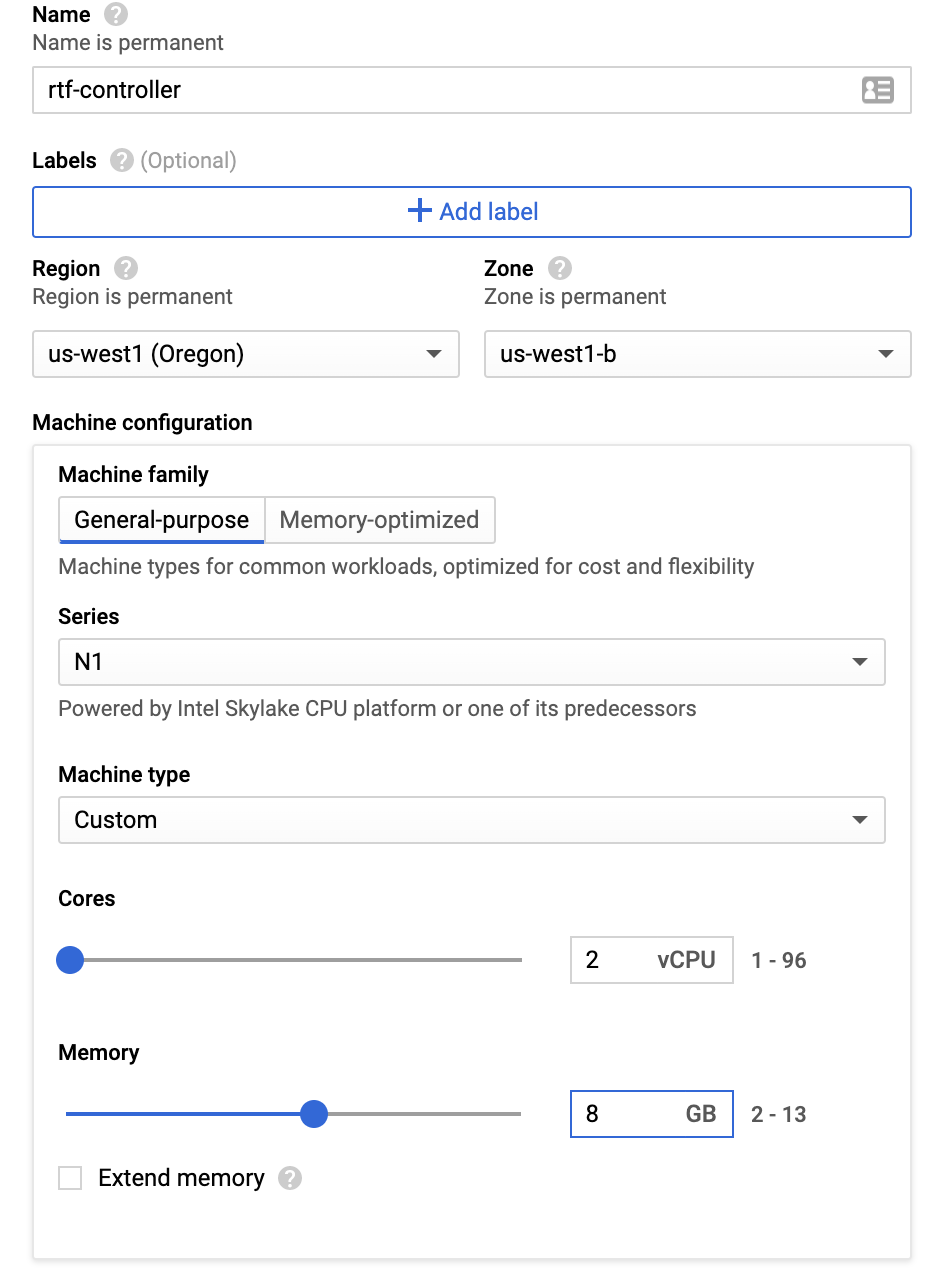 Name
Name is permanent
rtf-controller
Labels (Optional)
+ Add label
Region
Region is permanent
us-west1 (Oregon)
Zone
Zone is permanent
us-west1-b
Machine configuration
Machine family
General-purpose Memory-optimized
Machine types for common workloads, optimized for cost and flexibility
Series
N1
Powered by Intel Skylake CPU platform or one of its predecessors
Machine type
Custom
Cores
2 vCPU 1 - 96
Memory
8 GB 2 - 13
Extend memory